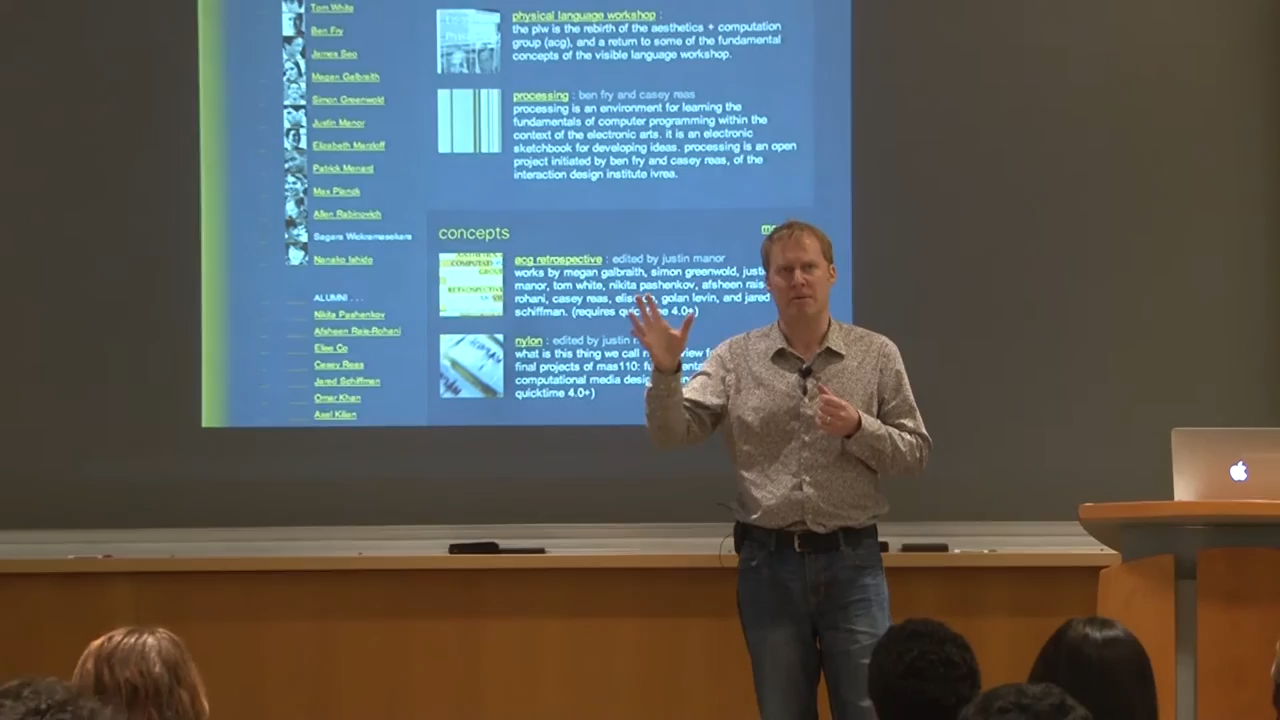 Tom White
Ben Fry
James Seo
Megan Galbraith
Simon Greenwold
Justin Manor
Elizabeth Marzloff
Patrick Menard
Max Planck
Allen Rabinovich
Sagara Wickramasekara
Nanako Ishido
ALUMNI . . .
Nikita Pashenkov
Afsheen Rais-Rohani
Elise Co
Casey Reas
Jared Schiffman
Omar Khan
Axel Kilian
physical language workshop :
the plw is the rebirth of the aesthetics + computation
group (acg), and a return to some of the fundamental
concepts of the visible language workshop.
processing : ben fry and casey reas
processing is an environment for learning the
fundamentals of computer programming within the
context of the electronic arts. it is an electronic
sketchbook for developing ideas. processing is an open
project initiated by ben fry and casey reas, of the
interaction design institute ivrea.
concepts
acg retrospective : edited by justin manor
works by megan galbraith, simon greenwold, justi
manor, tom white, nikita pashenkov, afsheen rais
rohani, casey reas, elise co, golan levin, and jared
schiffman. (requires quicktime 4.0+)
nylon : edited by justin
what is this thing we call
final projects of mas110:
computational media
quicktime 4.0+)